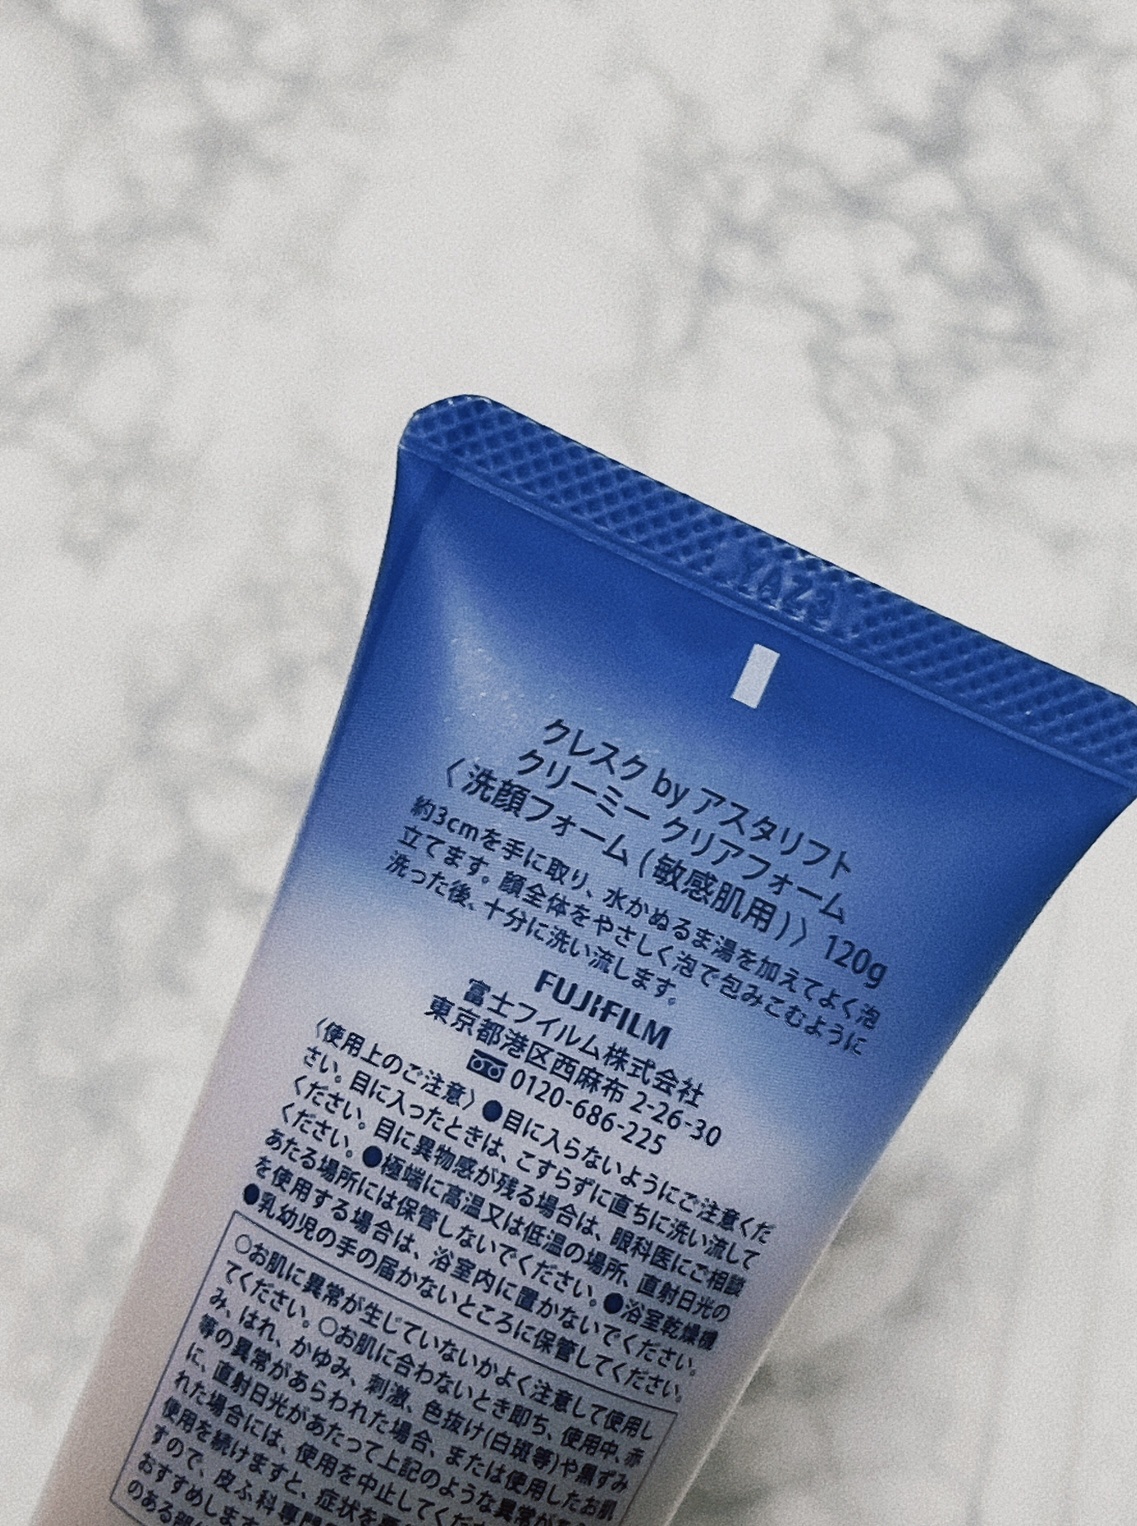 クレスク by アスタリフト
クリーミー クリアフォーム
〈洗顔フォーム(敏感肌用)〉120g
約3cmを手に取り、水かぬるま湯を加えてよく泡
立てます。顔全体をやさしく泡で包みこむように
洗った後、十分に洗い流します。
FUJIFILM
富士フイルム株式会社
東京都港区西麻布 2-26-30
0120-686-225
〈使用上のご注意〉●目に入らないようにご注意くだ
さい。目に入ったときは、こすらずに直ちに洗い流して
ください。目に異物感が残る場合は、眼科医にご相談
ください。●極端に高温又は低温の場所、直射日光の
あたる場所には保管しないでください。●浴室乾燥機
を使用する場合は、浴室内に置かないでください。
●乳幼児の手の届かないところに保管してください。
○お肌に異常が生じていないかよく注意して使用し
てください。○お肌に合わないとき即ち、使用中、赤
み、はれ、かゆみ、刺激、色抜け(白斑等)や黒ずみ
等の異常があらわれた場合、または使用したお肌
に、直射日光があたって上記のような異常が
れた場合には、使用を中止してくだ
使用を続けますと、症状を
すので、皮ふ科専門
おすすめします
のある